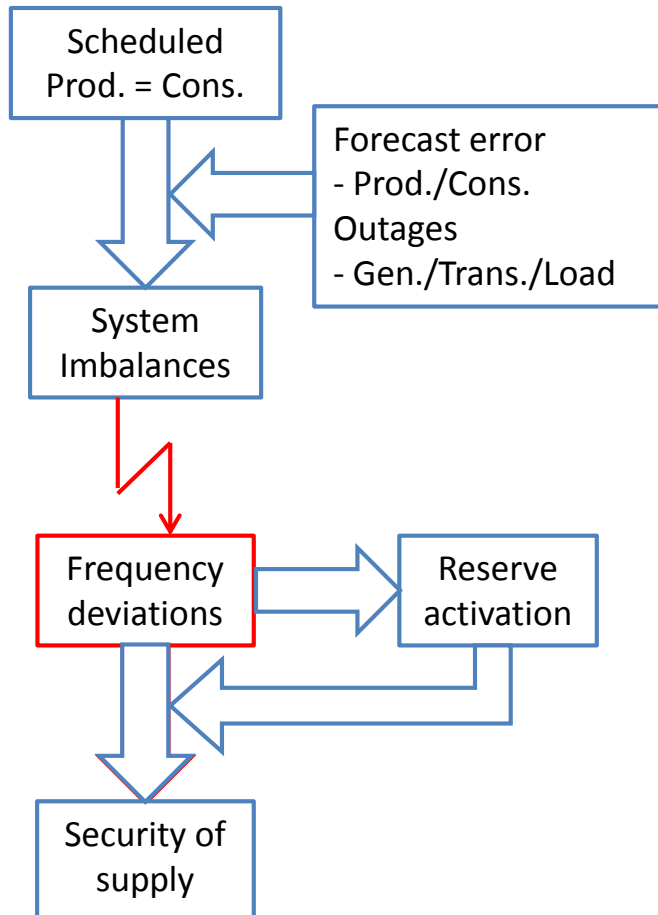 Scheduled
Prod. = Cons.
Forecast error
- Prod./Cons.
Outages
- Gen./Trans./Load
System
Imbalances
Frequency
deviations
Reserve
activation
Security of
supply